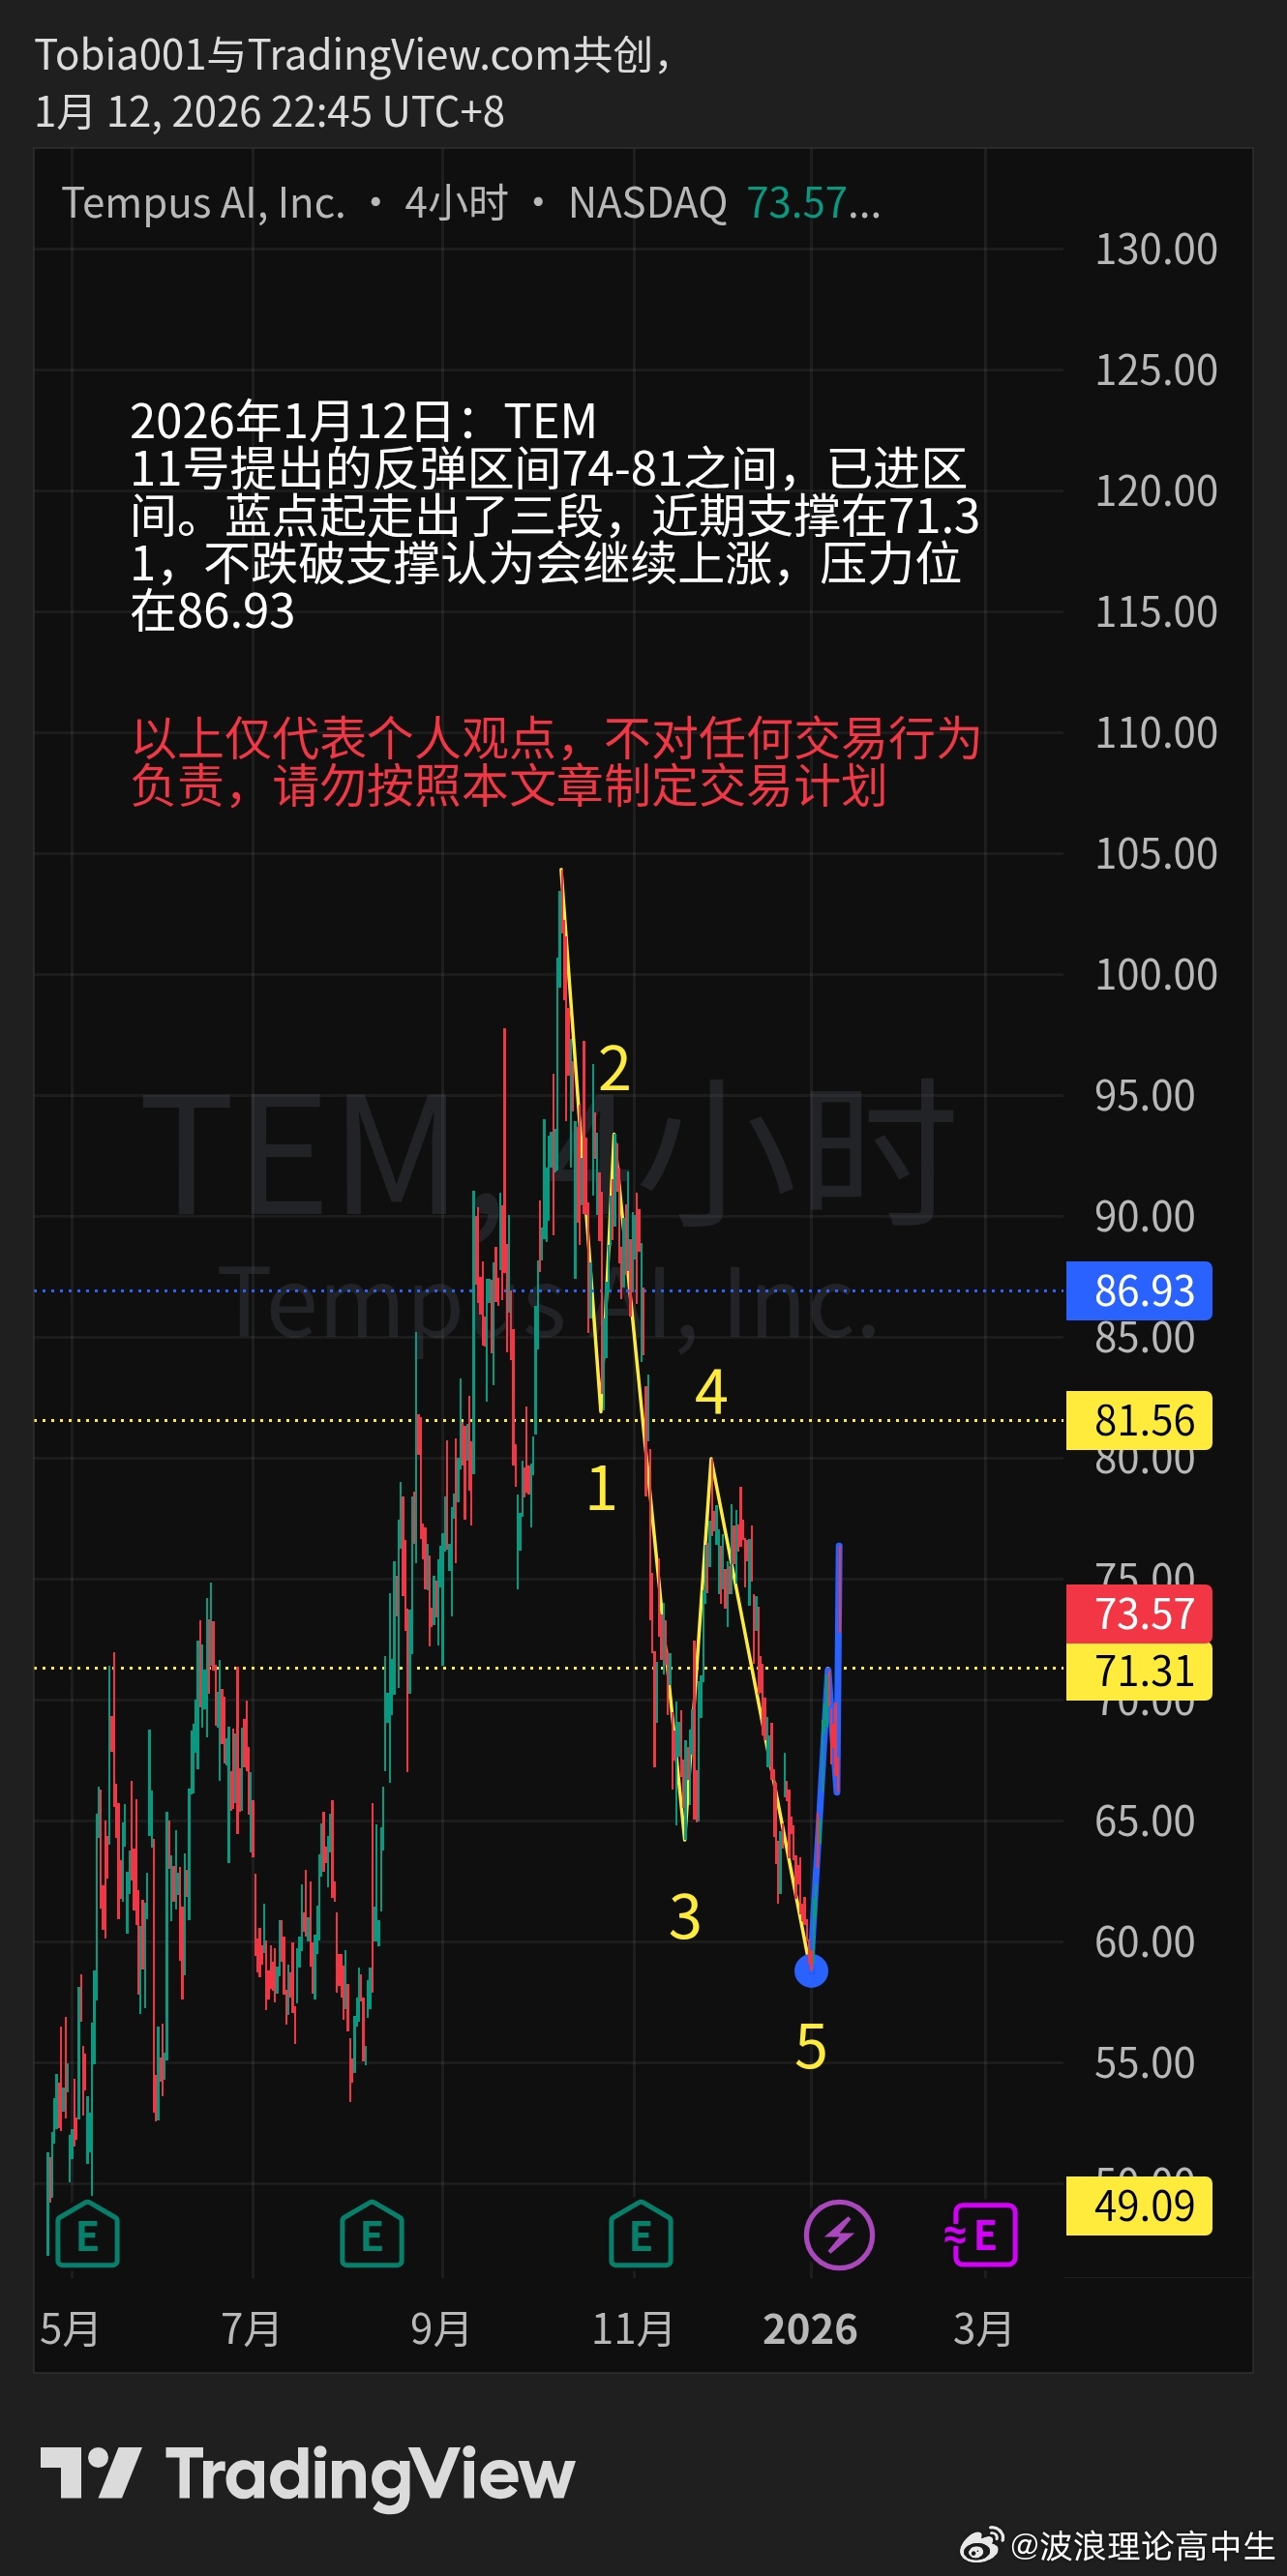 Tobia001与TradingView.com共创，
1月 12, 2026 22:45 UTC+8
Tempus AI, Inc. · 4小时 · NASDAQ 73.57...
130.00
125.00
2026年1月12日：TEM
11号提出的反弹区间74-81之间，已进区
间。蓝点起走出了三段，近期支撑在71.3
1，不跌破支撑认为会继续上涨，压力位
在86.93
120.00
115.00
以上仅代表个人观点，不对任何交易行为
负责，请勿按照本文章制定交易计划
110.00
105.00
100.00
2
TEM, 4小时
95.00
90.00
Tempus AI, Inc.
86.93
85.00
4
81.56
80.00
1
75.00
73.57
71.31
70.00
65.00
3
60.00
5
55.00
50.00
49.09
E
E
E
E
5月 7月 9月 11月 2026 3月
TradingView
@波浪理论高中生